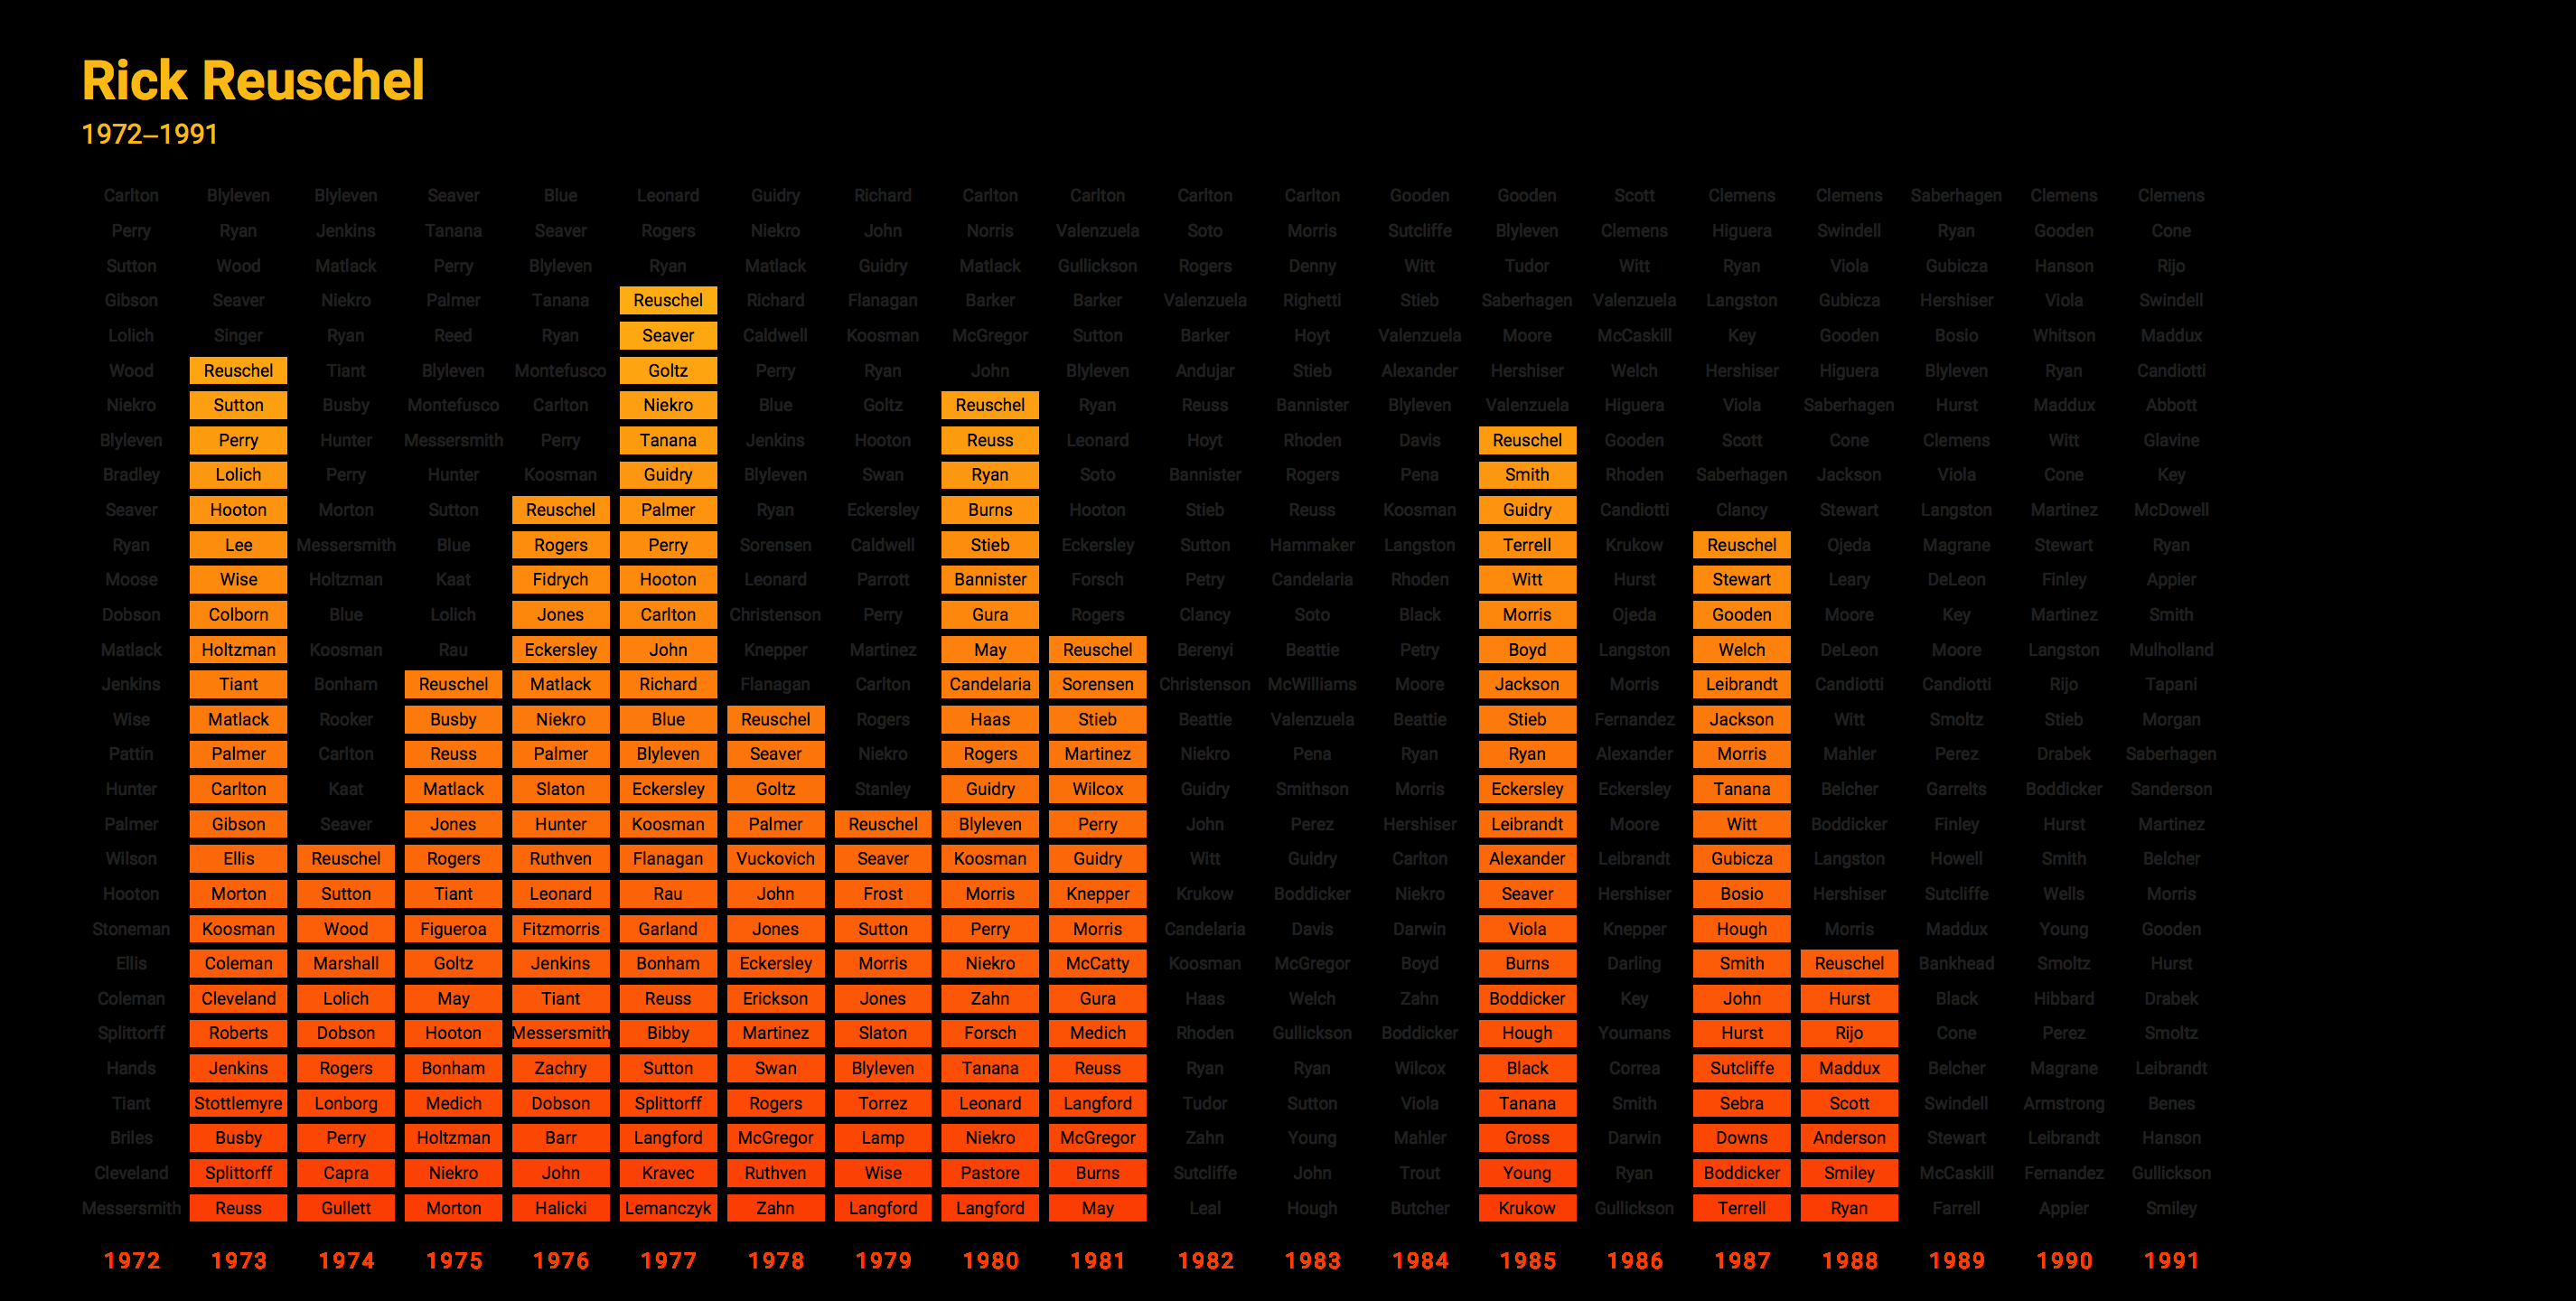 Rick Reuschel
1972–1991
Carlton Blyleven Blyleven Seaver Blue Leonard Guidry Richard Carlton Carlton Carlton Carlton Gooden Gooden Scott Clemens Clemens Saberhagen Clemens Clemens
Perry Ryan Jenkins Tanana Seaver Rogers Niekro John Norris Valenzuela Soto Morris Sutcliffe Blyleven Clemens Higuera Swindell Ryan Gooden Cone
Sutton Wood Matlack Perry Blyleven Ryan Matlack Guidry Matlack Gullickson Rogers Denny Witt Tudor Witt Ryan Viola Gubicza Hanson Rijo
Gibson Seaver Niekro Palmer Tanana Reuschel Richard Flanagan Barker Barker Valenzuela Righetti Stieb Saberhagen Valenzuela Langston Gubicza Hershiser Viola Swindell
Lolich Singer Ryan Reed Ryan Seaver Caldwell Koosman McGregor Sutton Barker Hoyt Valenzuela Moore McCaskill Key Gooden Bosio Whitson Maddux
Wood Reuschel Tiant Blyleven Montefusco Goltz Perry Ryan John Blyleven Andujar Stieb Alexander Hershiser Welch Hershiser Higuera Blyleven Ryan Candiotti
Niekro Sutton Busby Montefusco Carlton Niekro Blue Goltz Reuschel Ryan Reuss Bannister Blyleven Valenzuela Higuera Viola Saberhagen Hurst Maddux Abbott
Blyleven Perry Hunter Messersmith Perry Tanana Jenkins Hooton Reuss Leonard Hoyt Rhoden Davis Reuschel Gooden Scott Cone Clemens Witt Glavine
Bradley Lolich Perry Hunter Koosman Guidry Blyleven Swan Ryan Soto Bannister Rogers Pena Smith Rhoden Saberhagen Jackson Viola Cone Key
Seaver Hooton Morton Sutton Reuschel Palmer Ryan Eckersley Burns Hooton Stieb Reuss Koosman Guidry Candiotti Clancy Stewart Langston Martinez McDowell
Ryan Lee Messersmith Blue Rogers Perry Sorensen Caldwell Stieb Eckersley Sutton Hammaker Langston Terrell Krukow Reuschel Ojeda Magrane Stewart Ryan
Moose Wise Holtzman Kaat Fidrych Hooton Leonard Parrott Bannister Forsch Petry Candelaria Rhoden Witt Hurst Stewart Leary DeLeon Finley Appier
Dobson Colborn Blue Lolich Jones Carlton Christenson Perry Gura Rogers Clancy Soto Black Morris Ojeda Gooden Moore Key Martinez Smith
Matlack Holtzman Koosman Rau Eckersley John Knepper Martinez May Reuschel Berenyi Beattie Petry Boyd Langston Welch DeLeon Moore Langston Mulholland
Jenkins Tiant Bonham Reuschel Matlack Richard Flanagan Carlton Candelaria Sorensen Christenson McWilliams Moore Jackson Morris Leibrandt Candiotti Candiotti Rijo Tapani
Wise Matlack Rooker Busby Niekro Blue Reuschel Rogers Haas Stieb Beattie Valenzuela Beattie Stieb Fernandez Jackson Witt Smoltz Stieb Morgan
Pattin Palmer Carlton Reuss Palmer Blyleven Seaver Niekro Rogers Martinez Niekro Pena Ryan Ryan Alexander Morris Mahler Perez Drabek Saberhagen
Hunter Carlton Kaat Matlack Slaton Eckersley Goltz Stanley Guidry Wilcox Guidry Smithson Morris Eckersley Eckersley Tanana Belcher Garrelts Boddicker Sanderson
Palmer Gibson Seaver Jones Hunter Koosman Palmer Reuschel Blyleven Perry John Perez Hershiser Leibrandt Moore Witt Boddicker Finley Hurst Martinez
Wilson Ellis Reuschel Rogers Ruthven Flanagan Vuckovich Seaver Koosman Guidry Witt Guidry Carlton Alexander Leibrandt Gubicza Langston Howell Smith Belcher
Hooton Morton Sutton Tiant Leonard Rau John Frost Morris Knepper Krukow Boddicker Niekro Seaver Hershiser Bosio Hershiser Sutcliffe Wells Morris
Stoneman Koosman Wood Figueroa Fitzmorris Garland Jones Sutton Perry Morris Candelaria Davis Darwin Viola Knepper Hough Morris Maddux Young Gooden
Ellis Coleman Marshall Goltz Jenkins Bonham Eckersley Morris Niekro McCatty Koosman McGregor Boyd Burns Darling Smith Reuschel Bankhead Smoltz Hurst
Coleman Cleveland Lolich May Tiant Reuss Erickson Jones Zahn Gura Haas Welch Zahn Boddicker Key John Hurst Black Hibbard Drabek
Splittorff Roberts Dobson Hooton Messersmith Bibby Martinez Slaton Forsch Medich Rhoden Gullickson Boddicker Hough Youmans Hurst Rijo Cone Perez Smoltz
Hands Jenkins Rogers Bonham Zachry Sutton Swan Blyleven Tanana Reuss Ryan Ryan Wilcox Black Correa Sutcliffe Maddux Belcher Magrane Leibrandt
Tiant Stottlemyre Lonborg Medich Dobson Splittorff Rogers Torrez Leonard Langford Tudor Sutton Viola Tanana Smith Sebra Scott Swindell Armstrong Benes
Briles Busby Perry Holtzman Barr Langford McGregor Lamp Niekro McGregor Zahn Young Mahler Gross Darwin Downs Anderson Stewart Leibrandt Hanson
Cleveland Splittorff Capra Niekro John Kravec Ruthven Wise Pastore Burns Sutcliffe John Trout Young Ryan Boddicker Smiley McCaskill Fernandez Gullickson
Messersmith Reuss Gullett Morton Halicki Lemanczyk Zahn Langford Langford May Leal Hough Butcher Krukow Gullickson Terrell Ryan Farrell Appier Smiley
1972 1973 1974 1975 1976 1977 1978 1979 1980 1981 1982 1983 1984 1985 1986 1987 1988 1989 1990 1991